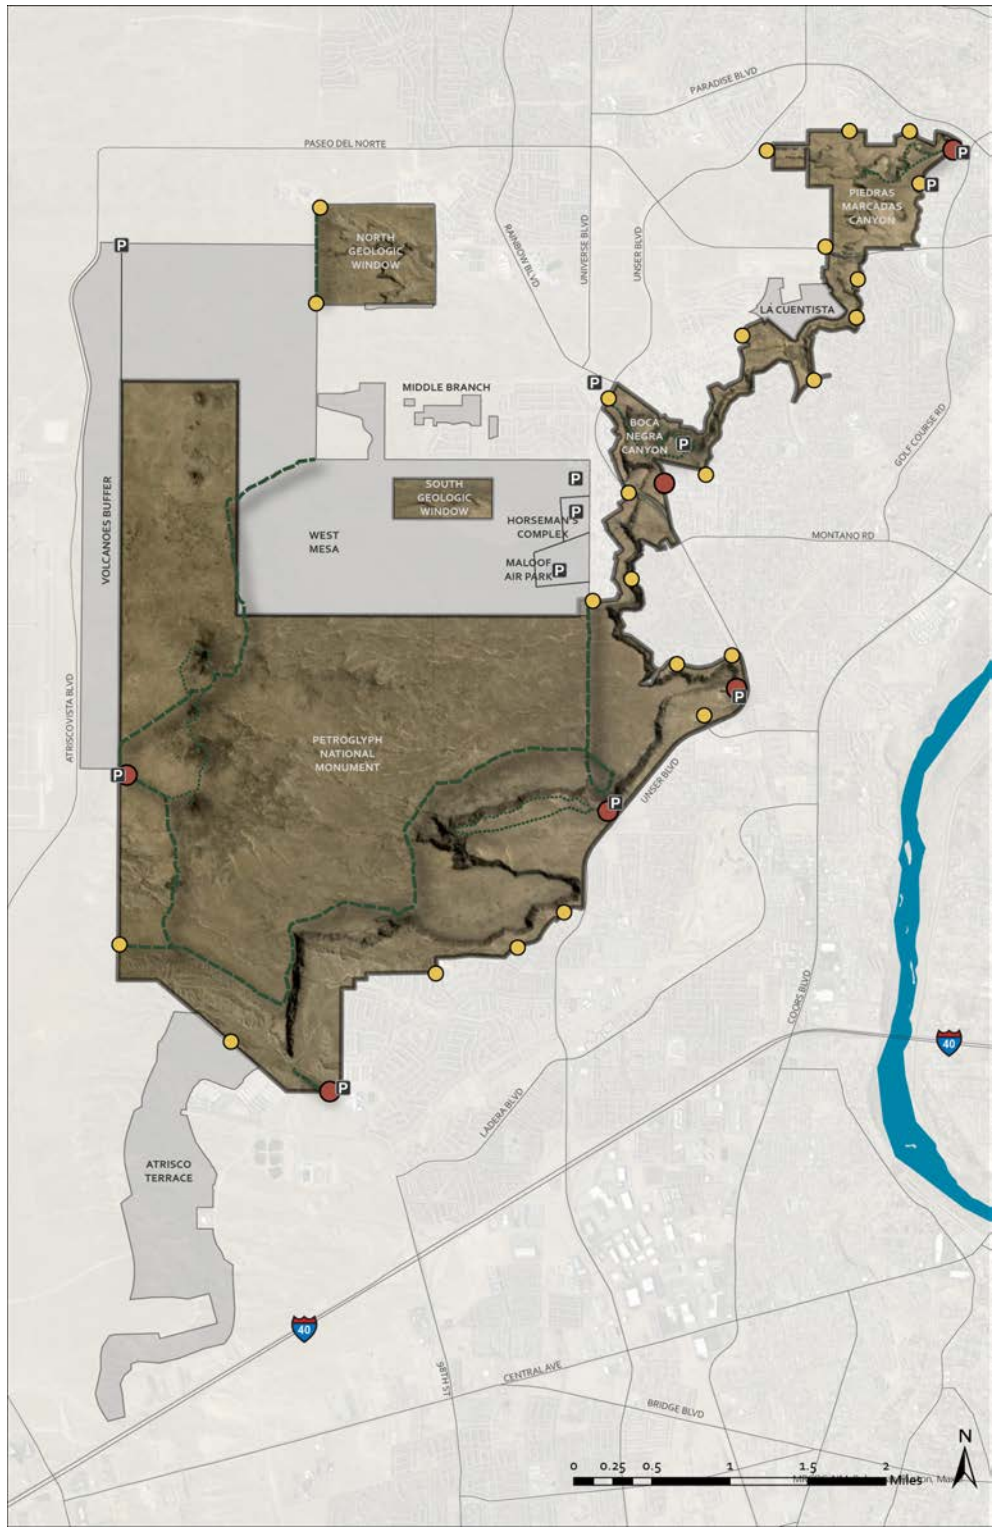 PARADISE BLVD
PASEO DEL NORTE
P
P
PIEDRAS
MARCADAS
CANYON
NORTH
GEOLOGIC
WINDOW
P
RAINBOW BLVD
UNIVERSE BLVD
UNSER BLVD
LA CUENTISTA
P
MIDDLE BRANCH
BOCA
NEGRA
CANYON
P
GOLF COURSE RD
VOLCANOES BUFFER
SOUTH
GEOLOGIC
WINDOW
P
P
HORSEMAN'S
COMPLEX
WEST
MESA
MALOOF
AIR PARK
P
MONTANO RD
ATRISCO VISTA BLVD
P
PETROGLYPH
NATIONAL
MONUMENT
P
P
UNSER BLVD
COORS BLVD
40
P
LADERA BLVD
ATRISCO
TERRACE
40
98TH ST
CENTRAL AVE
BRIDGE BLVD
N
0 0.25 0.5 1 1.5 2
Miles